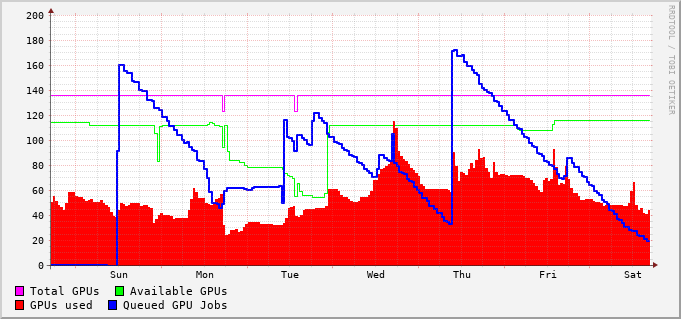 200
180
160
140
120
100
80
60
40
20
0
Sun Mon Tue Wed Thu Fri Sat
Total GPUs Available GPUs
GPUs used Queued GPU Jobs
RRDTOOL / TOBI OETIKER